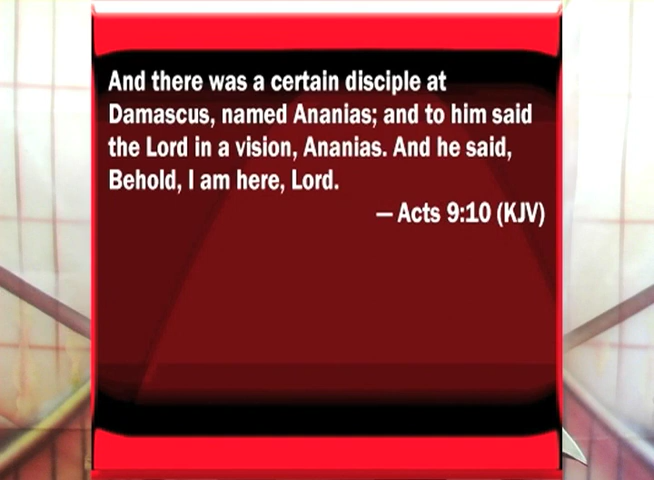 And there was a certain disciple at
Damascus, named Ananias; and to him said
the Lord in a vision, Ananias. And he said,
Behold, I am here, Lord.
— Acts 9:10 (KJV)